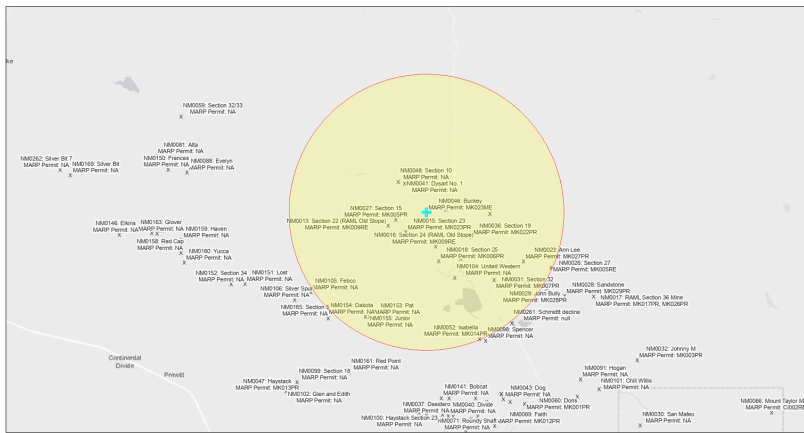 ke
NM0059: Section 32/33
MARP Permit: NA
NM0081: Alta
MARP Permit: NA
NM0150: Frances
MARP Permit: NA
NM0088: Evelyn
MARP Permit: NA
NM0262: Silver Bit 7
MARP Permit: NA
NM0169: Silver Bit
MARP Permit: NA
NM0048: Section 10
MARP Permit: NA
NM0041: Dysart No. 1
NM0046: Buckey
MARP Permit: MK023ME
NM0027: Section 15
MARP Permit: MK005PR
NM0013: Section 22 (RAML Old Stope)
MARP Permit: MK009RE
NM0015: Section 23
MARP Permit: MK023PR
NM0036: Section 19
MARP Permit: MK022PR
NM0016: Section 24 (RAML Old Stope)
MARP Permit: MK009RE
NM0146: Elkins
MARP Permit: NA
NM0163: Glover
MARP Permit: NA
NM0159: Haven
MARP Permit: NA
NM0158: Red Cap
MARP Permit: NA
NM0160: Yucca
MARP Permit: NA
NM0018: Section 25
MARP Permit: MK006PR
NM0023: Ann Lee
MARP Permit: MK027PR
NM0026: Section 27
MARP Permit: MK005RE
NM0104: United Western
MARP Permit: NA
NM0031: Section 32
MARP Permit: MK007PR
NM0152: Section 34
MARP Permit: NA
NM0151: Lost
MARP Permit: NA
NM0105: Febco
MARP Permit: NA
NM0106: Silver Spur
MARP Permit: NA
NM0029: John Bully
MARP Permit: MK028PR
NM0028: Sandstone
MARP Permit: MK029PR
NM0017: RAML Section 36 Mine
MARP Permit: MK017PR, MK026PR
NM0165: Section 5
MARP Permit: NA
NM0154: Dakota
MARP Permit: NA
NM0153: Pat
MARP Permit: NA
NM0155: Junior
MARP Permit: NA
NM0261: Schmidt decline
MARP Permit: null
NM0052: Isabella
MARP Permit: MK014PR
NM0098: Spencer
MARP Permit: NA
Continental
Divide
Prewitt
NM0161: Red Point
MARP Permit: NA
NM0099: Section 18
MARP Permit: NA
NM0047: Haystack
MARP Permit: MK013PR
NM0102: Glen and Edith
MARP Permit: NA
NM0032: Johnny M
MARP Permit: MK003PR
NM0091: Hogan
MARP Permit: NA
NM0101: Chill Willis
MARP Permit: NA
NM0141: Bobcat
MARP Permit: NA
NM0043: Dog
MARP Permit: NA
NM0037: Desidero
MARP Permit: NA
NM0040: Divide
MARP Permit: NA
NM0060: Doris
MARP Permit: MK001PR
NM0100: Haystack Section 23
MARP Permit: NA
NM0071: Roundy Shaft
MARP Permit: NA
NM0089: Faith
MARP Permit: MK012PR
NM0030: San Mateo
MARP Permit: NA
NM0066: Mount Taylor M
MARP Permit: CI002RE